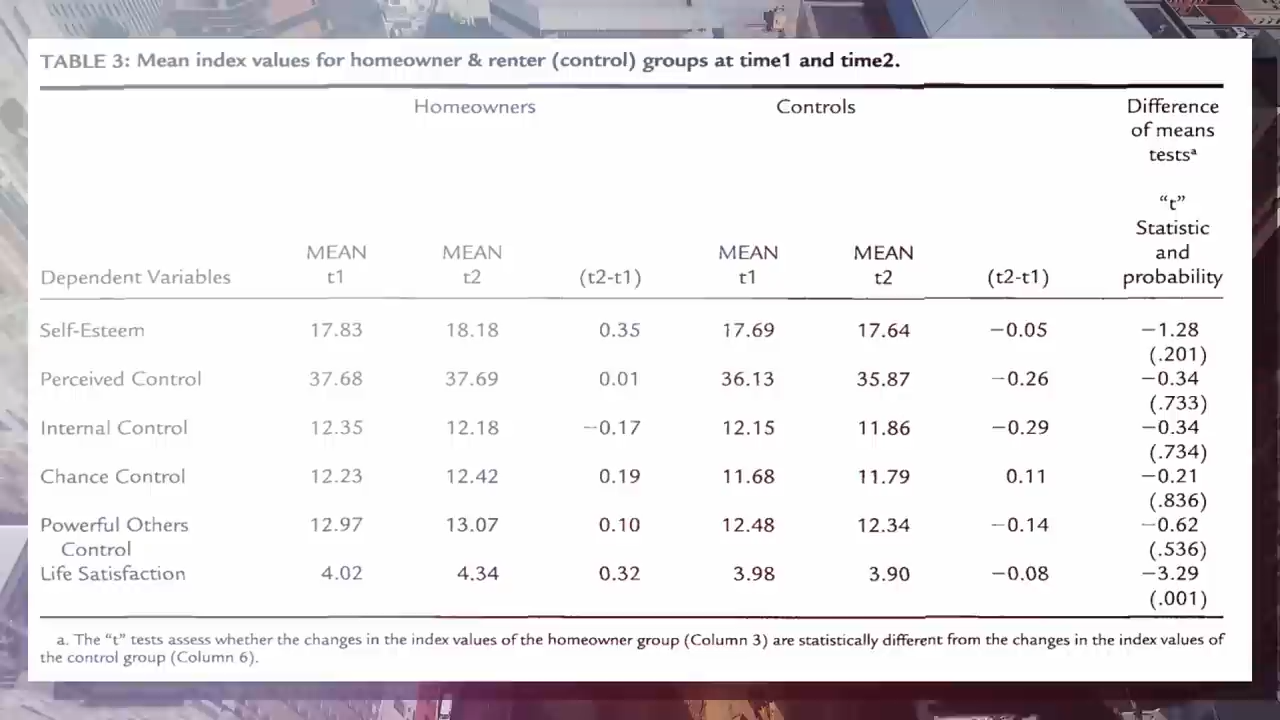 TABLE 3: Mean index values for homeowner & renter (control) groups at time1 and time2.
Homeowners Controls Difference
of means
testsᵃ
“t”
Statistic
MEAN MEAN MEAN MEAN and
Dependent Variables t1 t2 (t2-t1) t1 t2 (t2-t1) probability
Self-Esteem 17.83 18.18 0.35 17.69 17.64 −0.05 −1.28
(.201)
Perceived Control 37.68 37.69 0.01 36.13 35.87 −0.26 −0.34
(.733)
Internal Control 12.35 12.18 −0.17 12.15 11.86 −0.29 −0.34
(.734)
Chance Control 12.23 12.42 0.19 11.68 11.79 0.11 −0.21
(.836)
Powerful Others 12.97 13.07 0.10 12.48 12.34 −0.14 −0.62
Control (.536)
Life Satisfaction 4.02 4.34 0.32 3.98 3.90 −0.08 −3.29
(.001)
a. The “t” tests assess whether the changes in the index values of the homeowner group (Column 3) are statistically different from the changes in the index values of
the control group (Column 6).